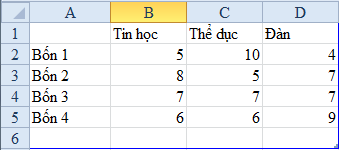 A B C D
1 Tin học Thể dục Đàn
2 Bốn 1 5 10 4
3 Bốn 2 8 5 7
4 Bốn 3 7 7 7
5 Bốn 4 6 6 9
6